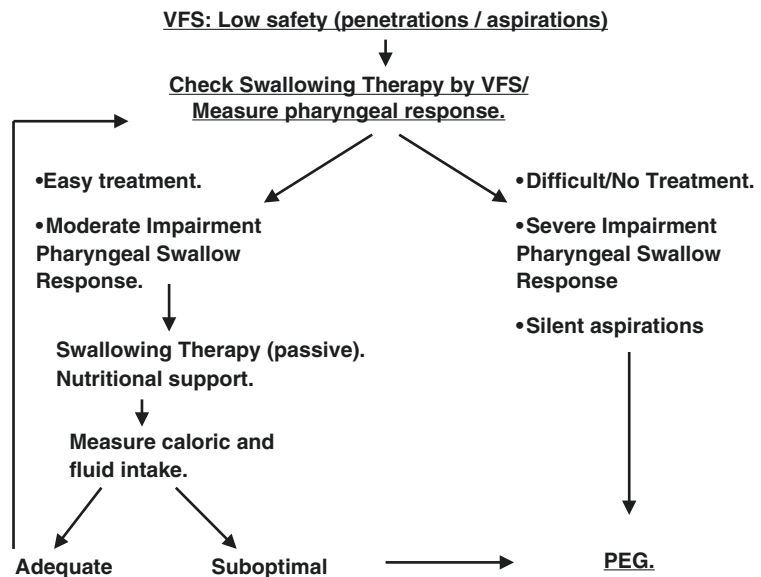 VFS: Low safety (penetrations / aspirations)
Check Swallowing Therapy by VFS/
Measure pharyngeal response.
•Easy treatment.
•Moderate Impairment
Pharyngeal Swallow
Response.
Swallowing Therapy (passive).
Nutritional support.
Measure caloric and
fluid intake.
Adequate
Suboptimal
•Difficult/No Treatment.
•Severe Impairment
Pharyngeal Swallow
Response
•Silent aspirations
PEG.